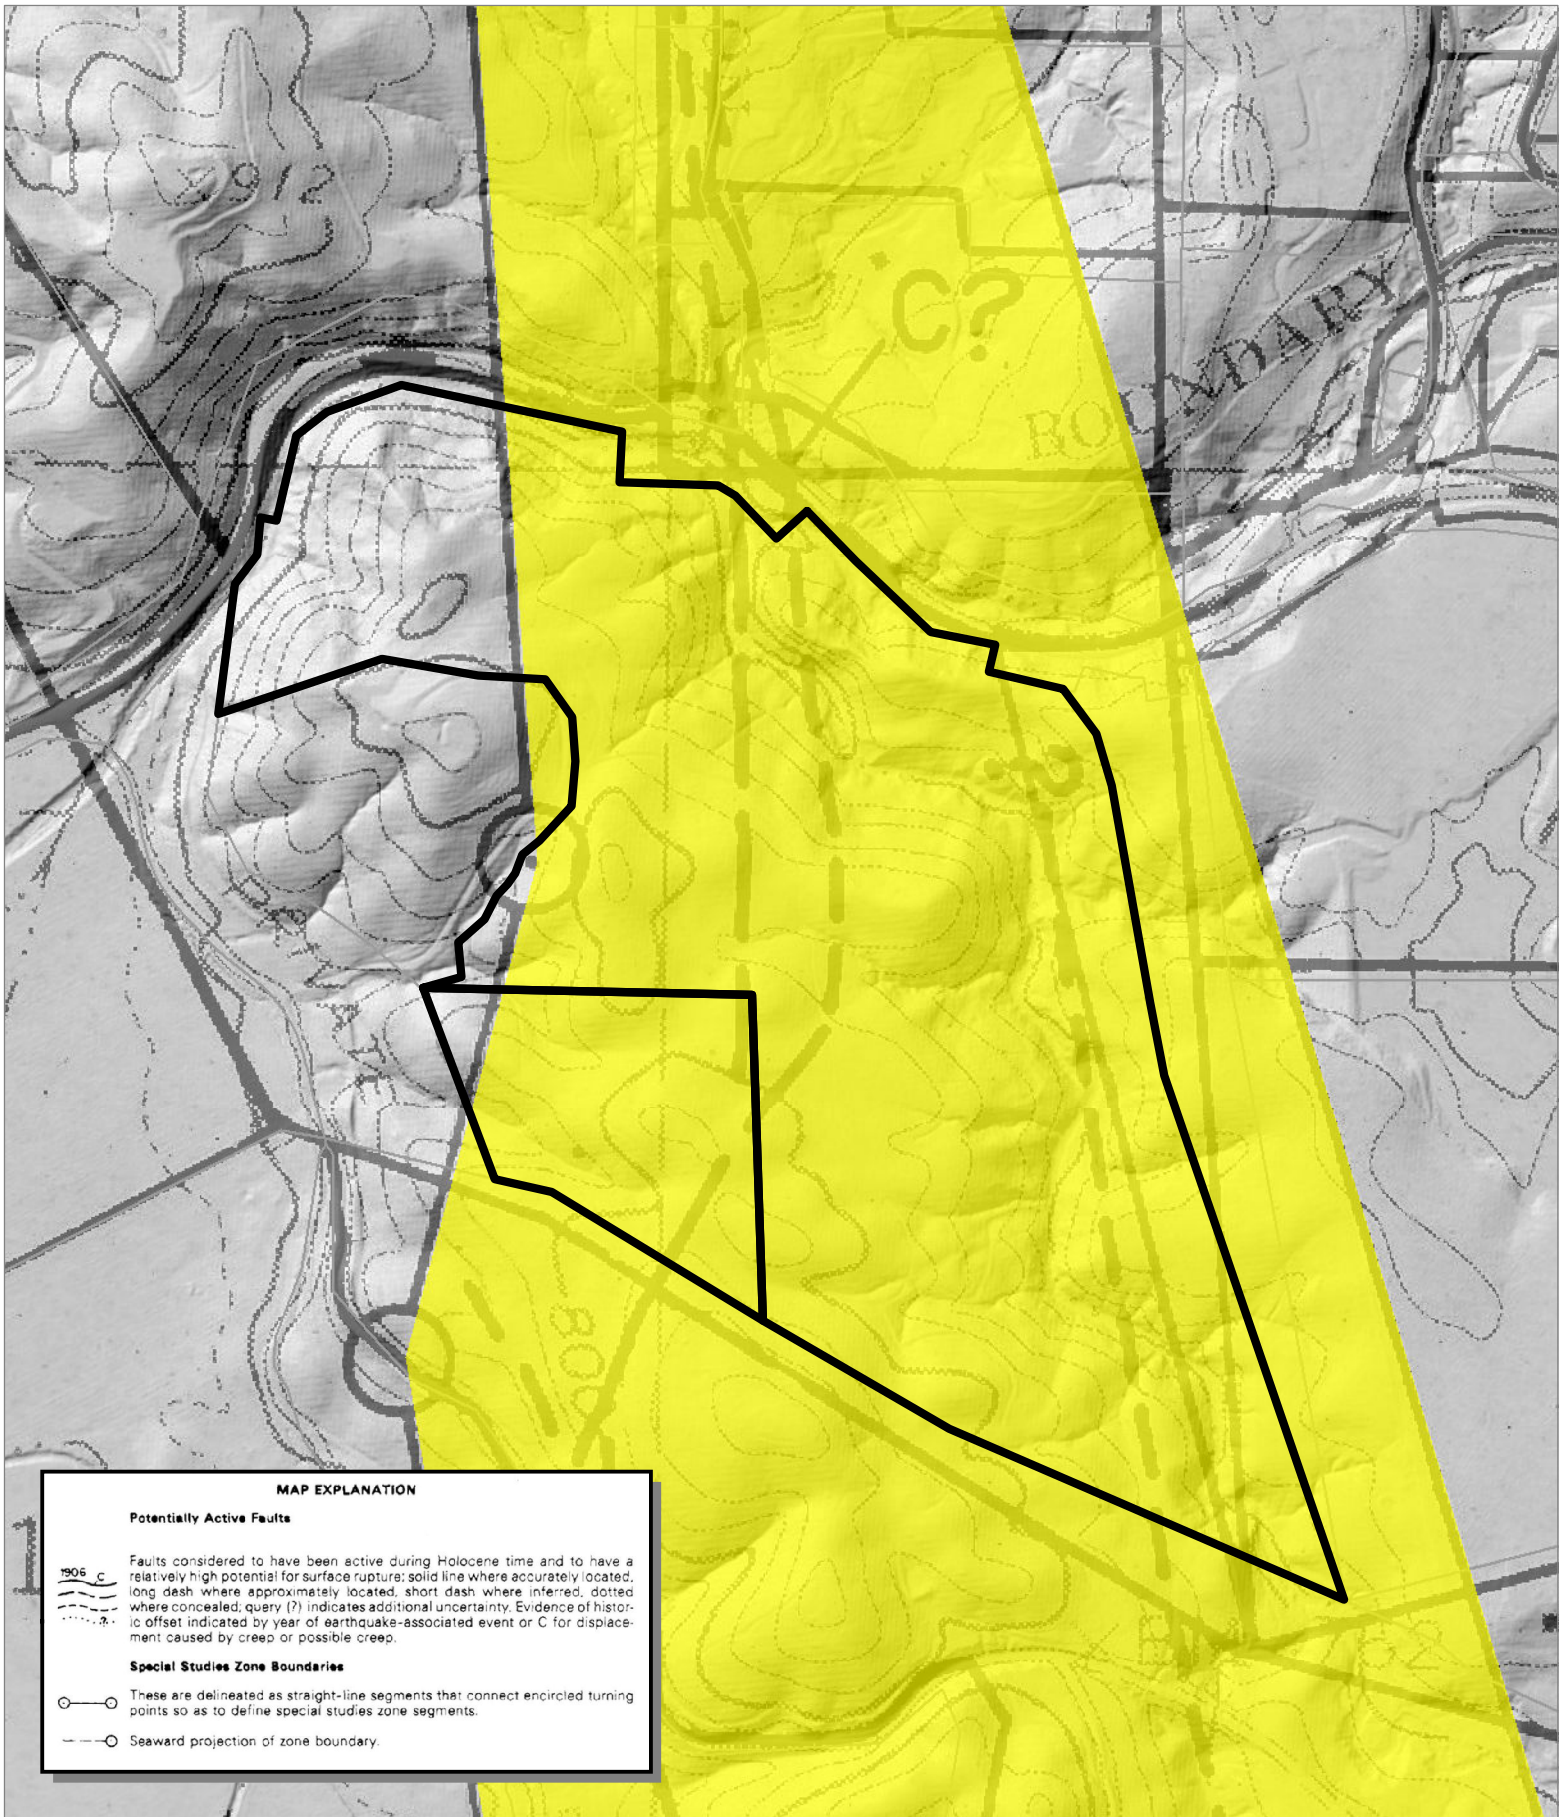 C?
BOUNDARY
?
800
MAP EXPLANATION
Potentially Active Faults
1906 C
Faults considered to have been active during Holocene time and to have a
relatively high potential for surface rupture; solid line where accurately located,
long dash where approximately located, short dash where inferred, dotted
where concealed; query (?) indicates additional uncertainty. Evidence of histor-
ic offset indicated by year of earthquake-associated event or C for displace-
ment caused by creep or possible creep.
?
Special Studies Zone Boundaries
These are delineated as straight-line segments that connect encircled turning
points so as to define special studies zone segments.
Seaward projection of zone boundary.